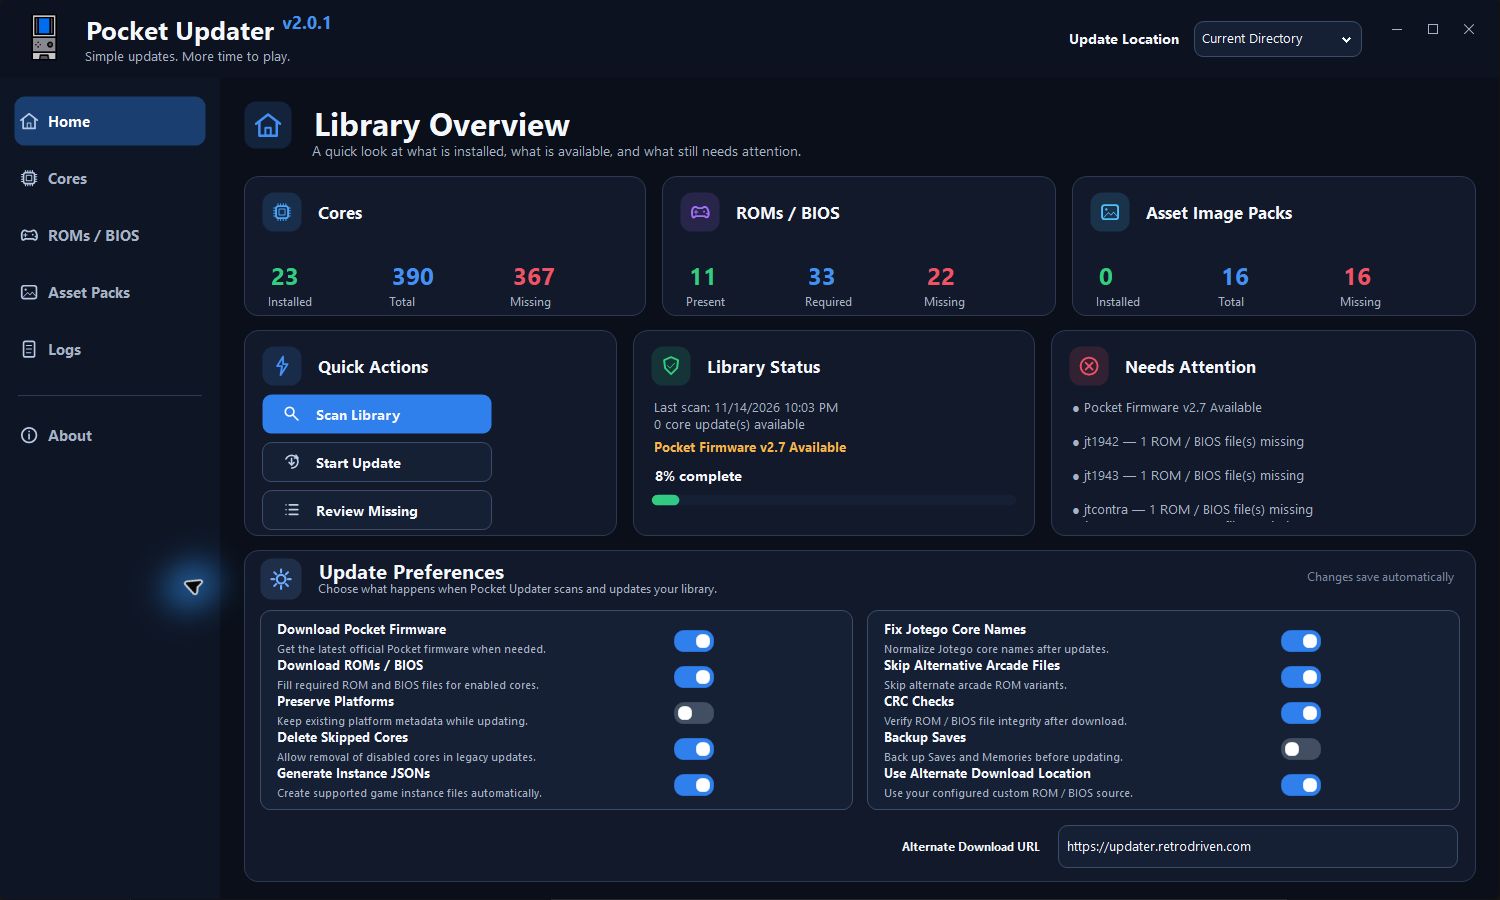 Pocket Updater v2.0.1
Simple updates. More time to play.
Update Location
Current Directory
Home
Cores
ROMs / BIOS
Asset Packs
Logs
About
Library Overview
A quick look at what is installed, what is available, and what still needs attention.
Cores
23
390
367
Installed
Total
Missing
ROMs / BIOS
11
33
22
Present
Required
Missing
Asset Image Packs
0
16
16
Installed
Total
Missing
Quick Actions
Scan Library
Start Update
Review Missing
Library Status
Last scan: 11/14/2026 10:03 PM
0 core update(s) available
Pocket Firmware v2.7 Available
8% complete
Needs Attention
● Pocket Firmware v2.7 Available
● jt1942 — 1 ROM / BIOS file(s) missing
● jt1943 — 1 ROM / BIOS file(s) missing
● jtcontra — 1 ROM / BIOS file(s) missing
Update Preferences
Choose what happens when Pocket Updater scans and updates your library.
Changes save automatically
Download Pocket Firmware
Get the latest official Pocket firmware when needed.
Download ROMs / BIOS
Fill required ROM and BIOS files for enabled cores.
Preserve Platforms
Keep existing platform metadata while updating.
Delete Skipped Cores
Allow removal of disabled cores in legacy updates.
Generate Instance JSONs
Create supported game instance files automatically.
Fix Jotego Core Names
Normalize Jotego core names after updates.
Skip Alternative Arcade Files
Skip alternate arcade ROM variants.
CRC Checks
Verify ROM / BIOS file integrity after download.
Backup Saves
Back up Saves and Memories before updating.
Use Alternate Download Location
Use your configured custom ROM / BIOS source.
Alternate Download URL
https://updater.retrodriven.com